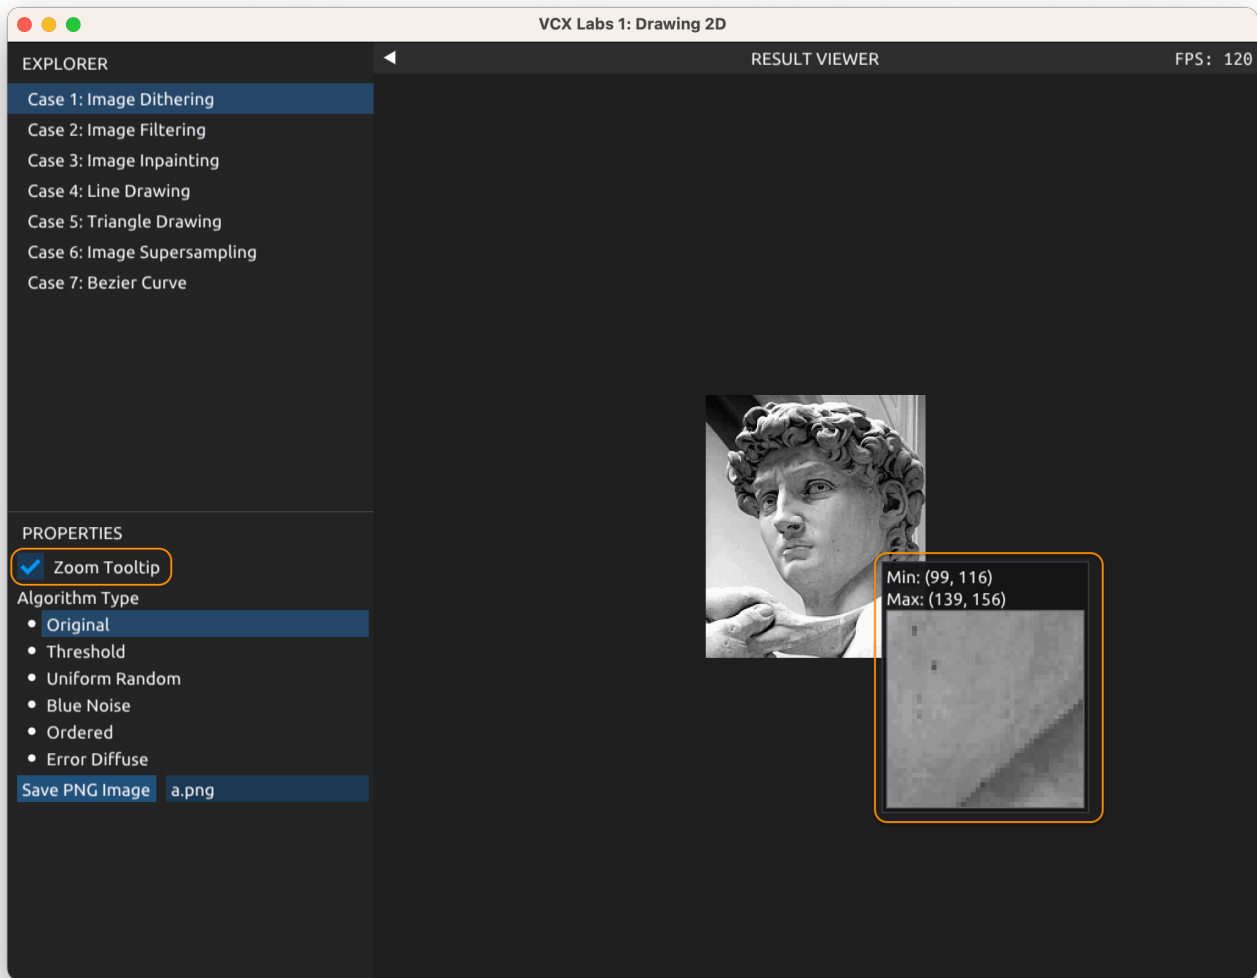 VCX Labs 1: Drawing 2D
EXPLORER
Case 1: Image Dithering
Case 2: Image Filtering
Case 3: Image Inpainting
Case 4: Line Drawing
Case 5: Triangle Drawing
Case 6: Image Supersampling
Case 7: Bezier Curve
PROPERTIES
Zoom Tooltip
Algorithm Type
Original
Threshold
Uniform Random
Blue Noise
Ordered
Error Diffuse
Save PNG Image a.png
RESULT VIEWER
FPS: 120
Min: (99, 116)
Max: (139, 156)